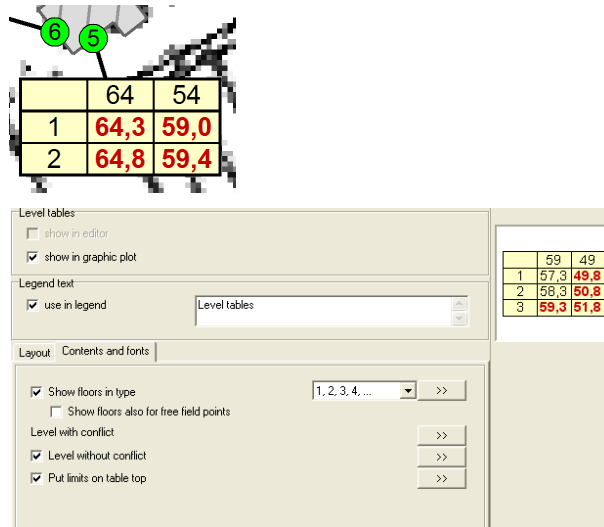 6 5
64 54
1 64,3 59,0
2 64,8 59,4
Level tables
show in editor
show in graphic plot
Legend text
use in legend Level tables
Layout Contents and fonts
Show floors in type 1, 2, 3, 4, ... >>
Show floors also for free field points
Level with conflict >>
Level without conflict >>
Put limits on table top >>
59 49
1 57,3 49,8
2 58,3 50,8
3 59,3 51,8